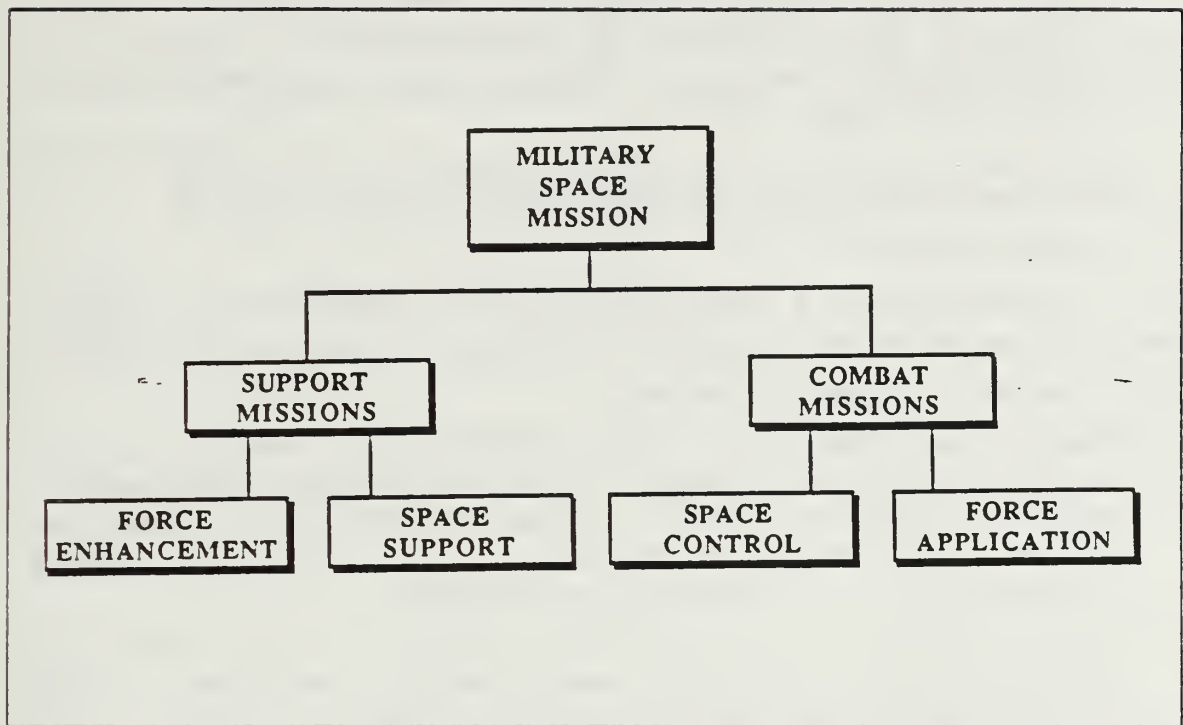 MILITARY
SPACE
MISSION
SUPPORT
MISSIONS
COMBAT
MISSIONS
FORCE
ENHANCEMENT
SPACE
SUPPORT
SPACE
CONTROL
FORCE
APPLICATION